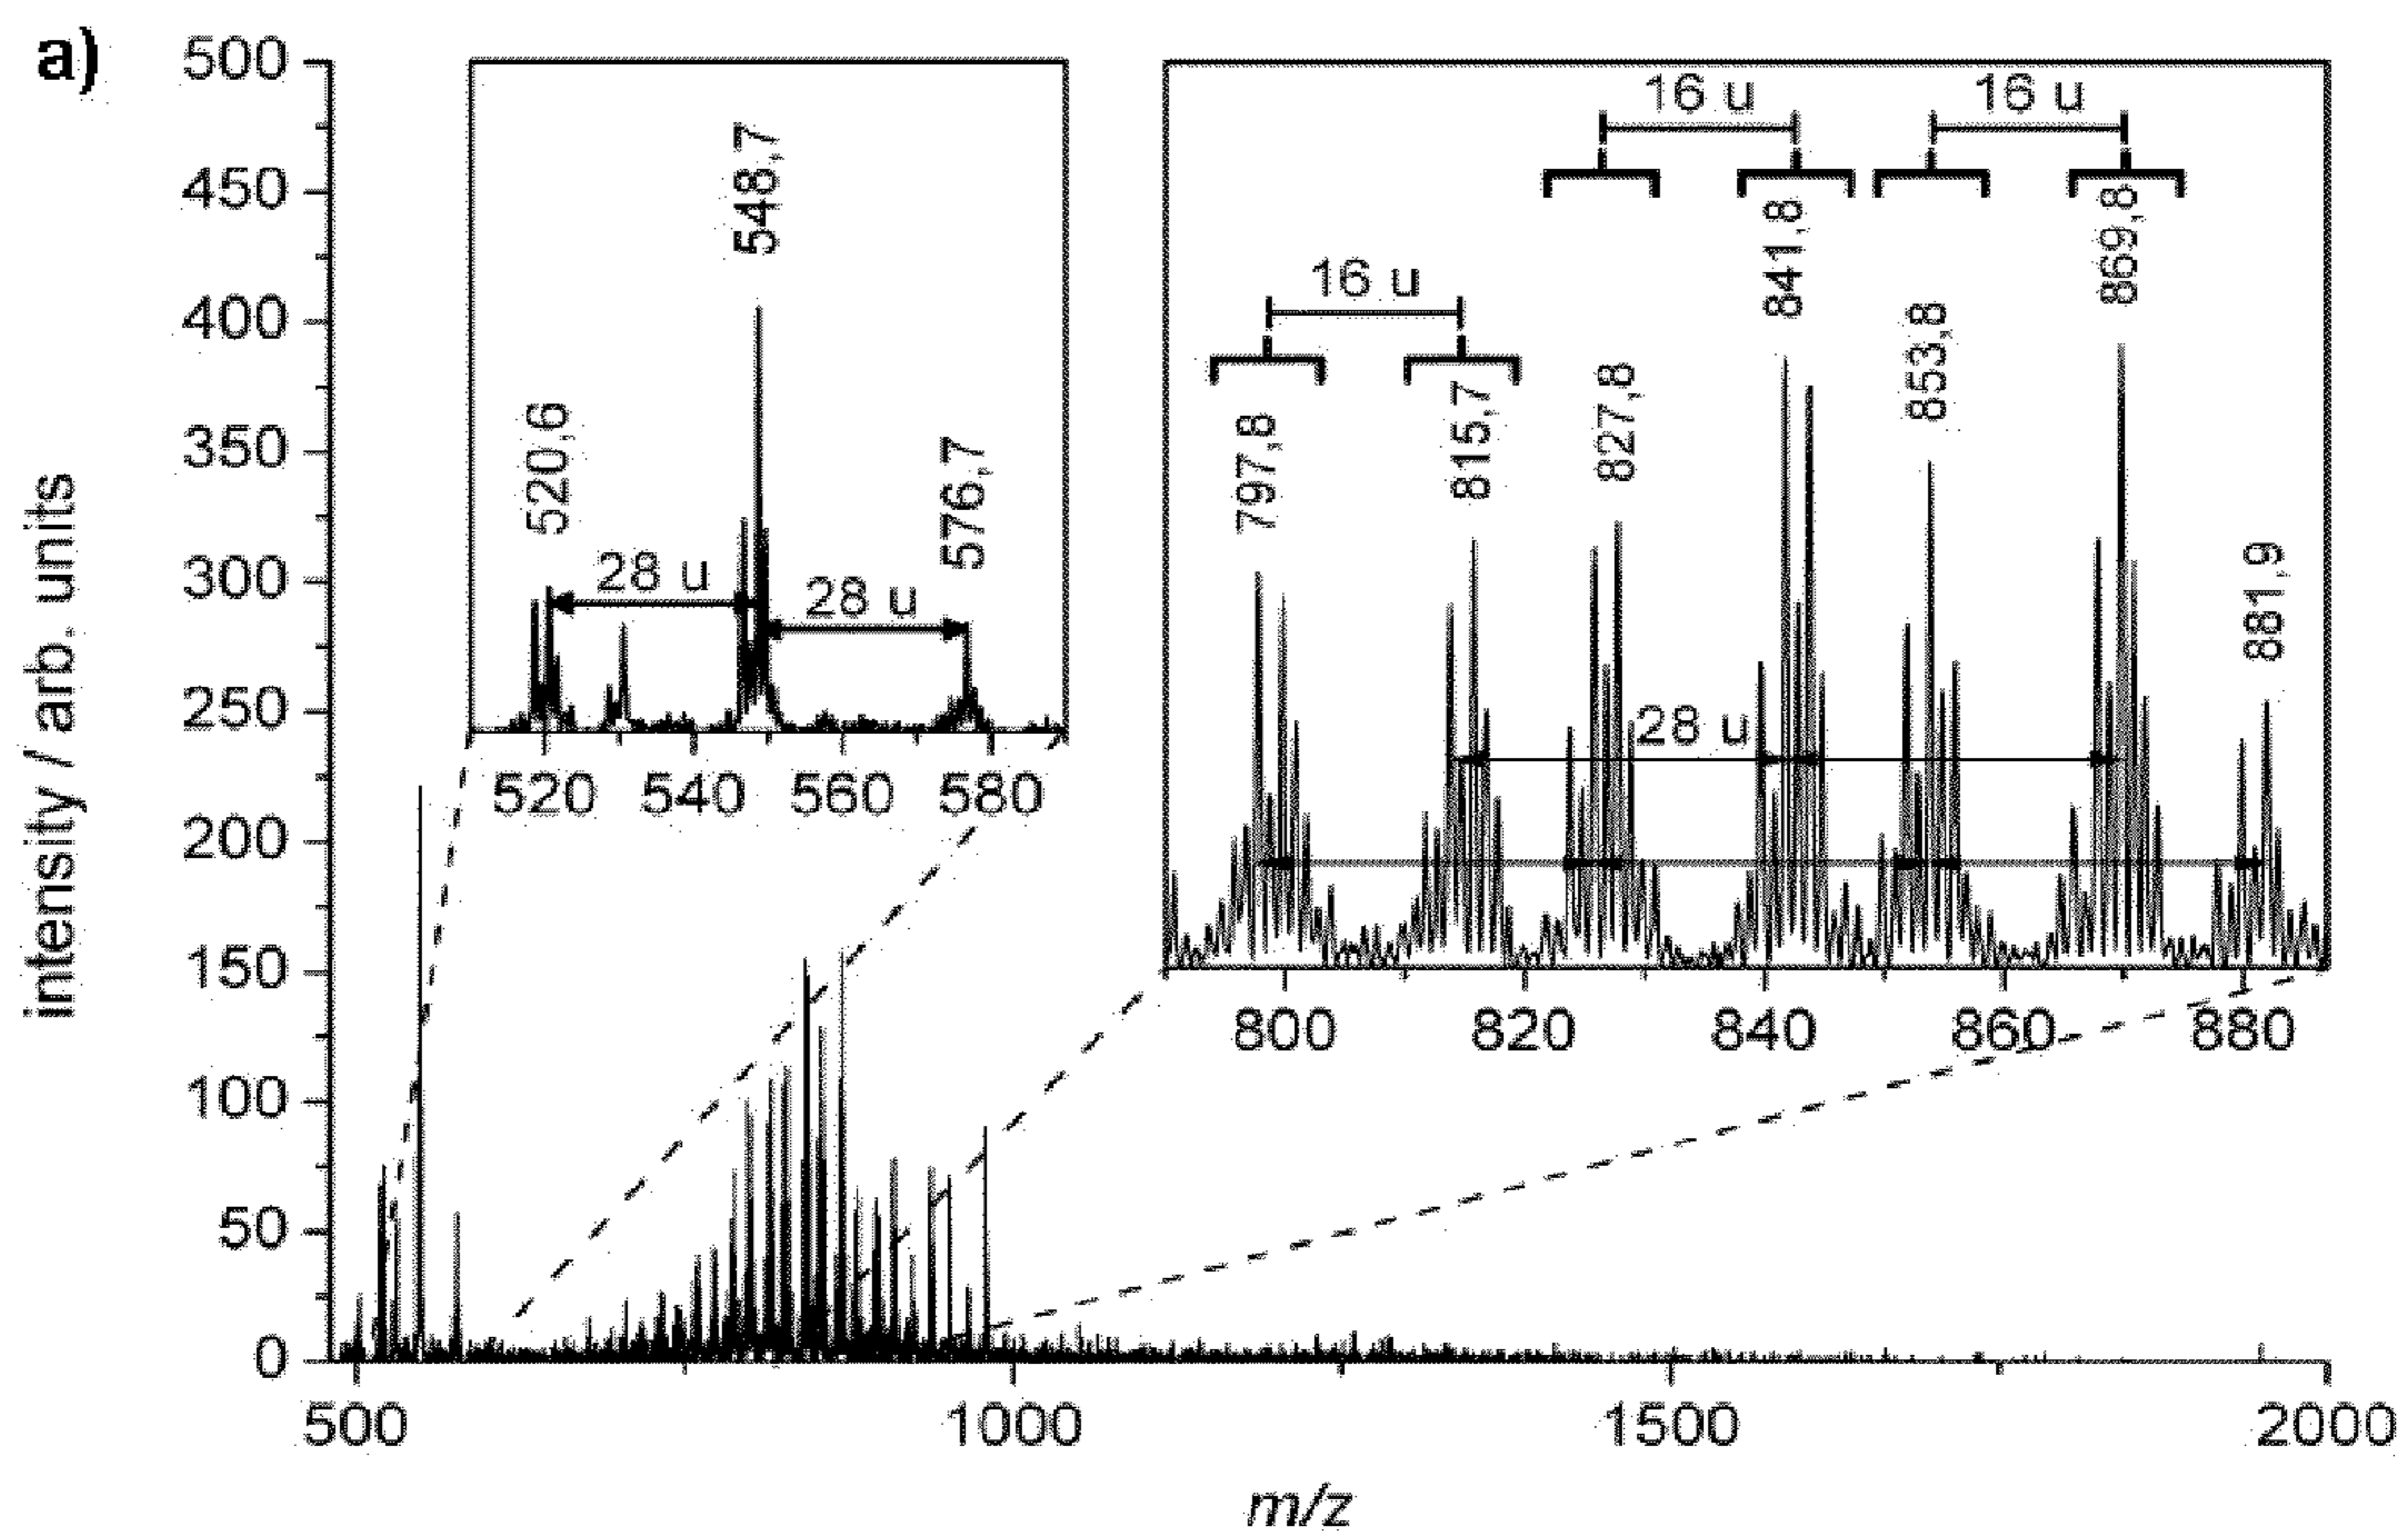 a)
intensity / arb. units
500
450
400
350
300
250
200
150
100
50
0
520,6
548,7
576,7
28 u
28 u
520 540 560 580
16 u 16 u
16 u
797,8
815,7
827,8
841,8
853,8
869,8
881,9
28 u
800 820 840 860 880
500 1000 1500 2000
m/z